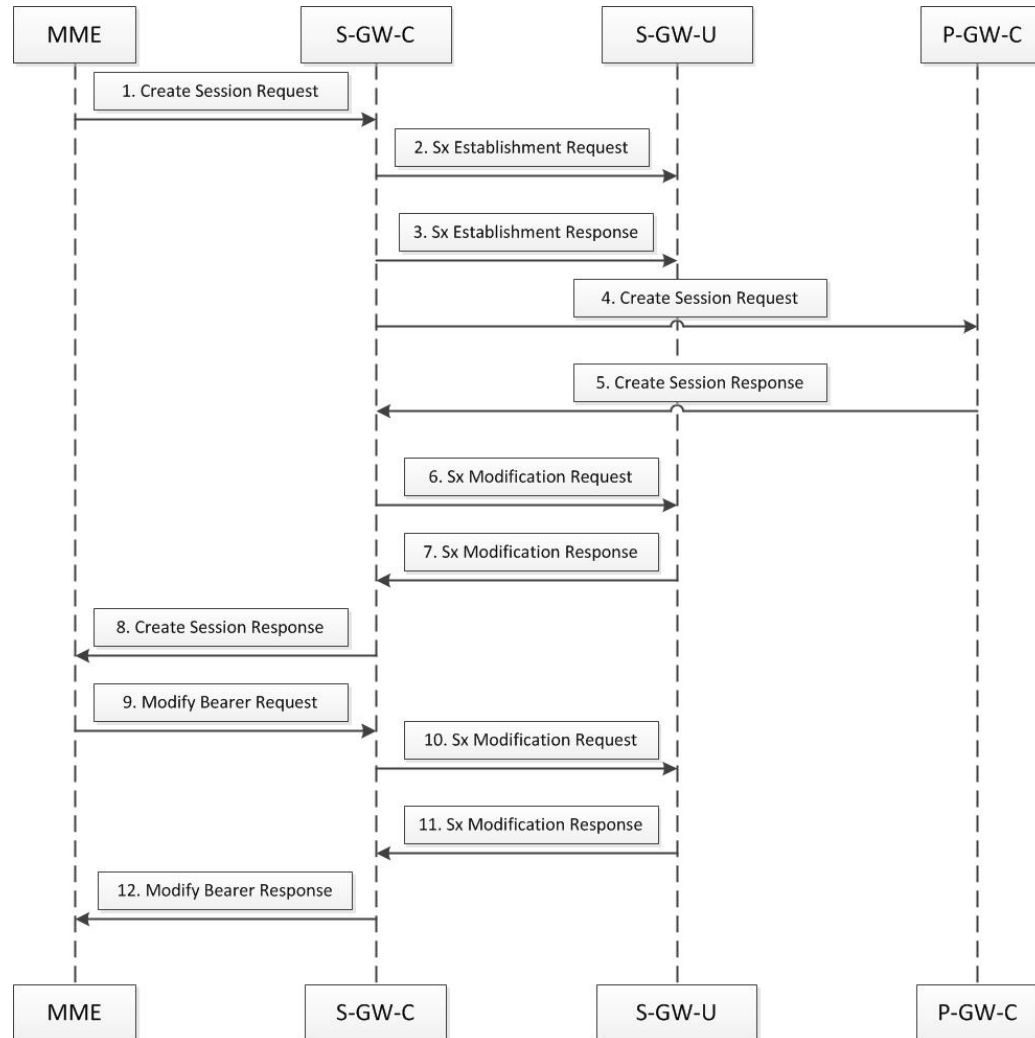 MME
S-GW-C
S-GW-U
P-GW-C
1. Create Session Request
2. Sx Establishment Request
3. Sx Establishment Response
4. Create Session Request
5. Create Session Response
6. Sx Modification Request
7. Sx Modification Response
8. Create Session Response
9. Modify Bearer Request
10. Sx Modification Request
11. Sx Modification Response
12. Modify Bearer Response
MME
S-GW-C
S-GW-U
P-GW-C